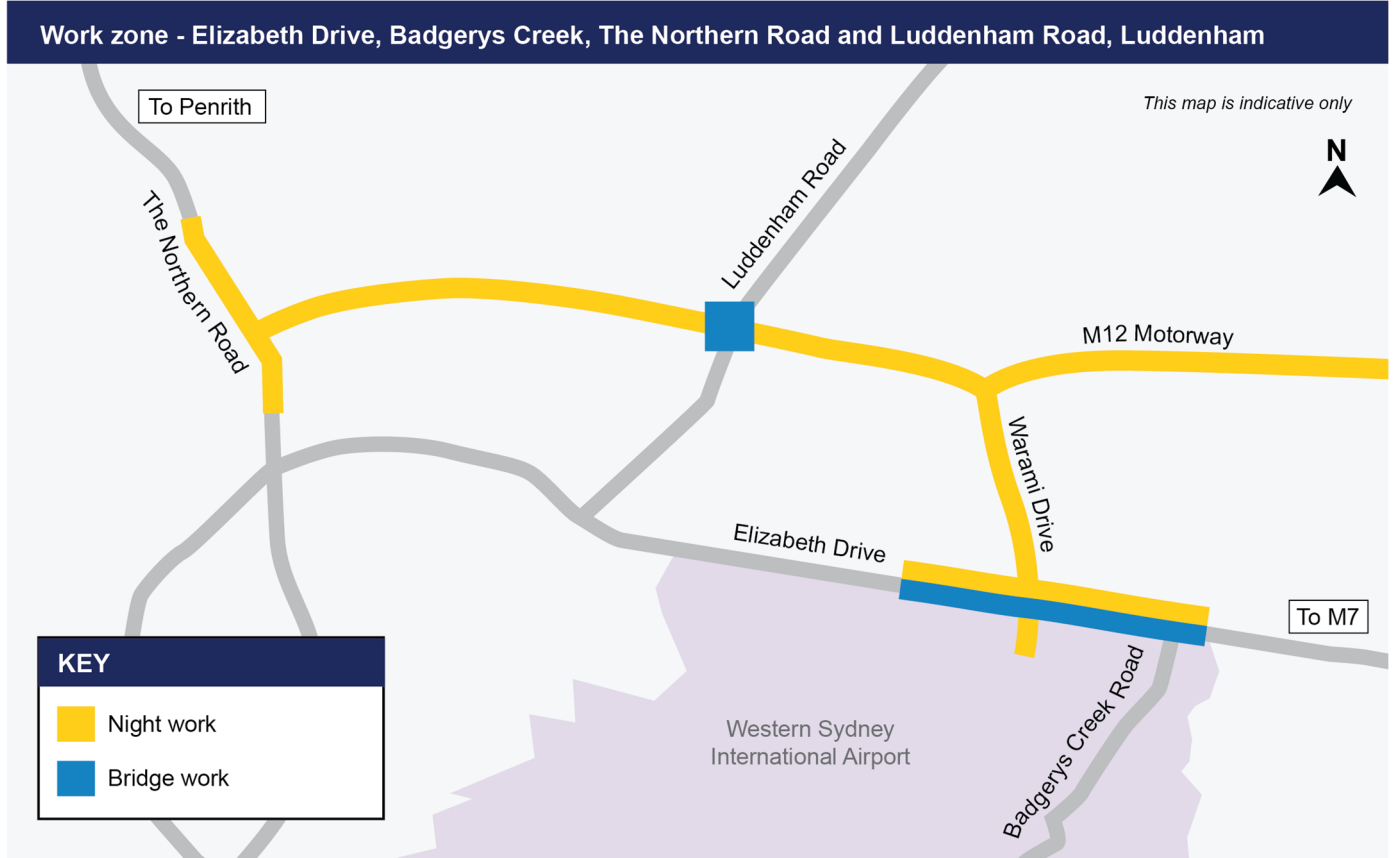 Work zone - Elizabeth Drive, Badgerys Creek, The Northern Road and Luddenham Road, Luddenham
To Penrith
This map is indicative only
N
Luddenham Road
The Northern Road
M12 Motorway
Warami Drive
Elizabeth Drive
To M7
KEY
Night work
Bridge work
Western Sydney
International Airport
Badgerys Creek Road